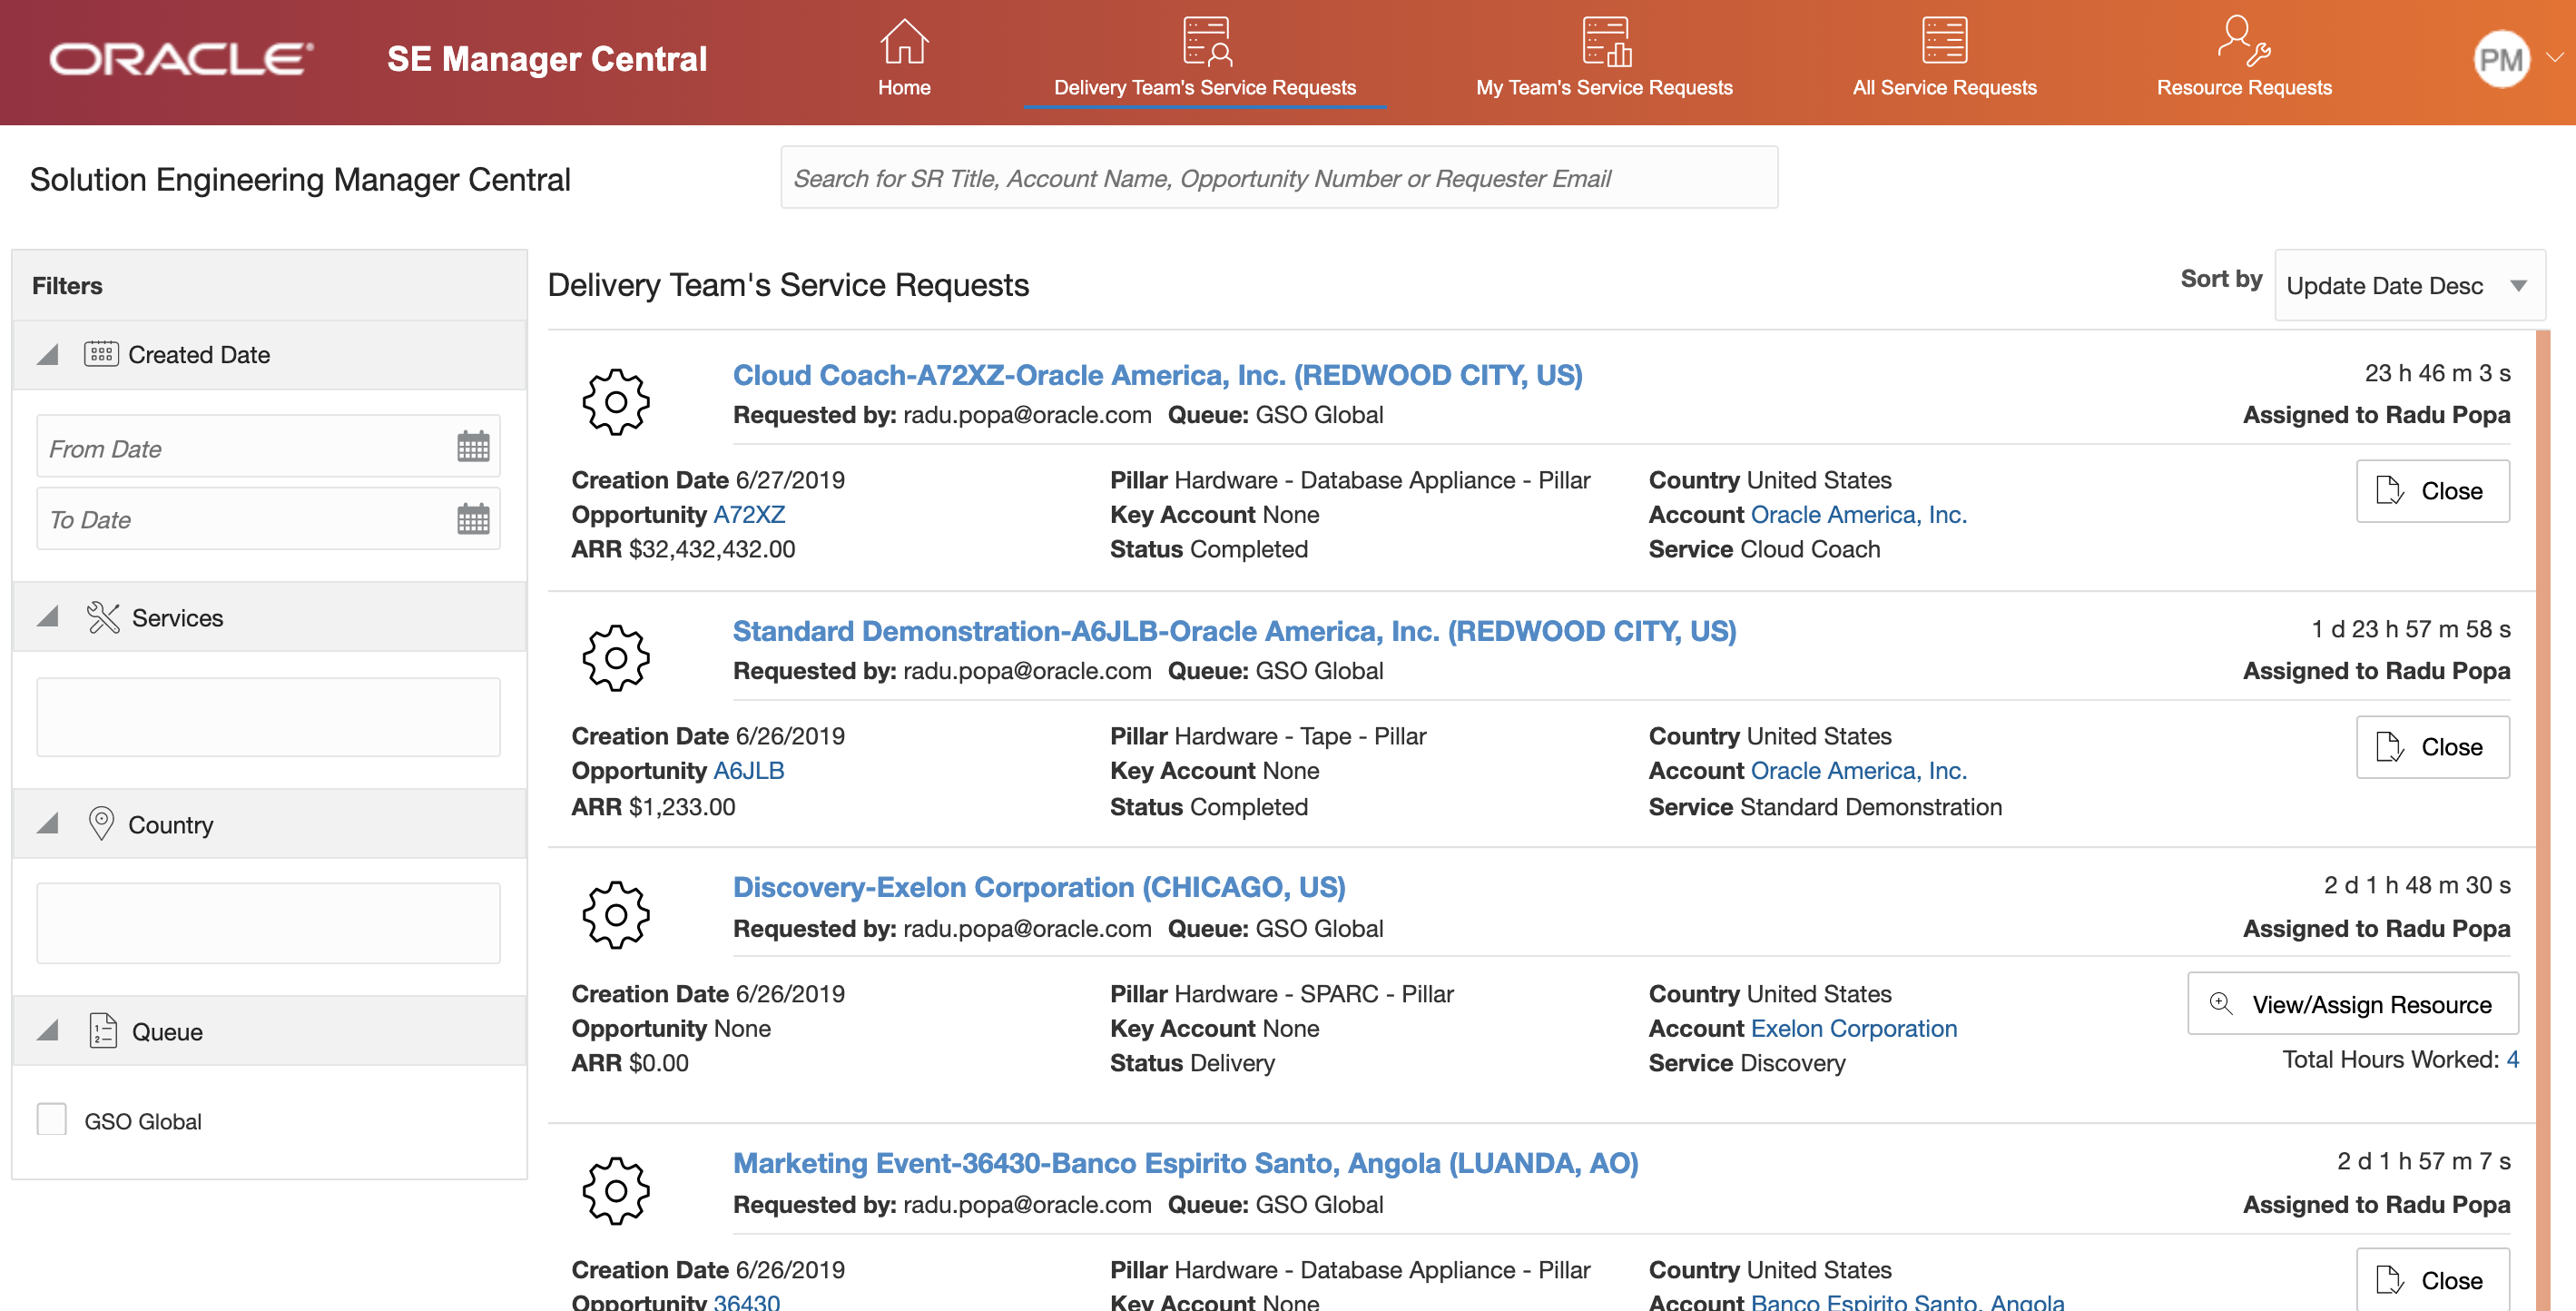 ORACLE
SE Manager Central
Home
Delivery Team's Service Requests
My Team's Service Requests
All Service Requests
Resource Requests
PM
Solution Engineering Manager Central
Search for SR Title, Account Name, Opportunity Number or Requester Email
Filters
Created Date
From Date
To Date
Services
Country
Queue
GSO Global
Delivery Team's Service Requests
Sort by
Update Date Desc
Cloud Coach-A72XZ-Oracle America, Inc. (REDWOOD CITY, US)
23 h 46 m 3 s
Requested by: radu.popa@oracle.com Queue: GSO Global
Assigned to Radu Popa
Creation Date 6/27/2019
Opportunity A72XZ
ARR $32,432,432.00
Pillar Hardware - Database Appliance - Pillar
Key Account None
Status Completed
Country United States
Account Oracle America, Inc.
Service Cloud Coach
Close
Standard Demonstration-A6JLB-Oracle America, Inc. (REDWOOD CITY, US)
1 d 23 h 57 m 58 s
Requested by: radu.popa@oracle.com Queue: GSO Global
Assigned to Radu Popa
Creation Date 6/26/2019
Opportunity A6JLB
ARR $1,233.00
Pillar Hardware - Tape - Pillar
Key Account None
Status Completed
Country United States
Account Oracle America, Inc.
Service Standard Demonstration
Close
Discovery-Exelon Corporation (CHICAGO, US)
2 d 1 h 48 m 30 s
Requested by: radu.popa@oracle.com Queue: GSO Global
Assigned to Radu Popa
Creation Date 6/26/2019
Opportunity None
ARR $0.00
Pillar Hardware - SPARC - Pillar
Key Account None
Status Delivery
Country United States
Account Exelon Corporation
Service Discovery
View/Assign Resource
Total Hours Worked: 4
Marketing Event-36430-Banco Espirito Santo, Angola (LUANDA, AO)
2 d 1 h 57 m 7 s
Requested by: radu.popa@oracle.com Queue: GSO Global
Assigned to Radu Popa
Creation Date 6/26/2019
Opportunity 36430
Pillar Hardware - Database Appliance - Pillar
Key Account None
Country United States
Account Banco Espirito Santo, Angola
Close